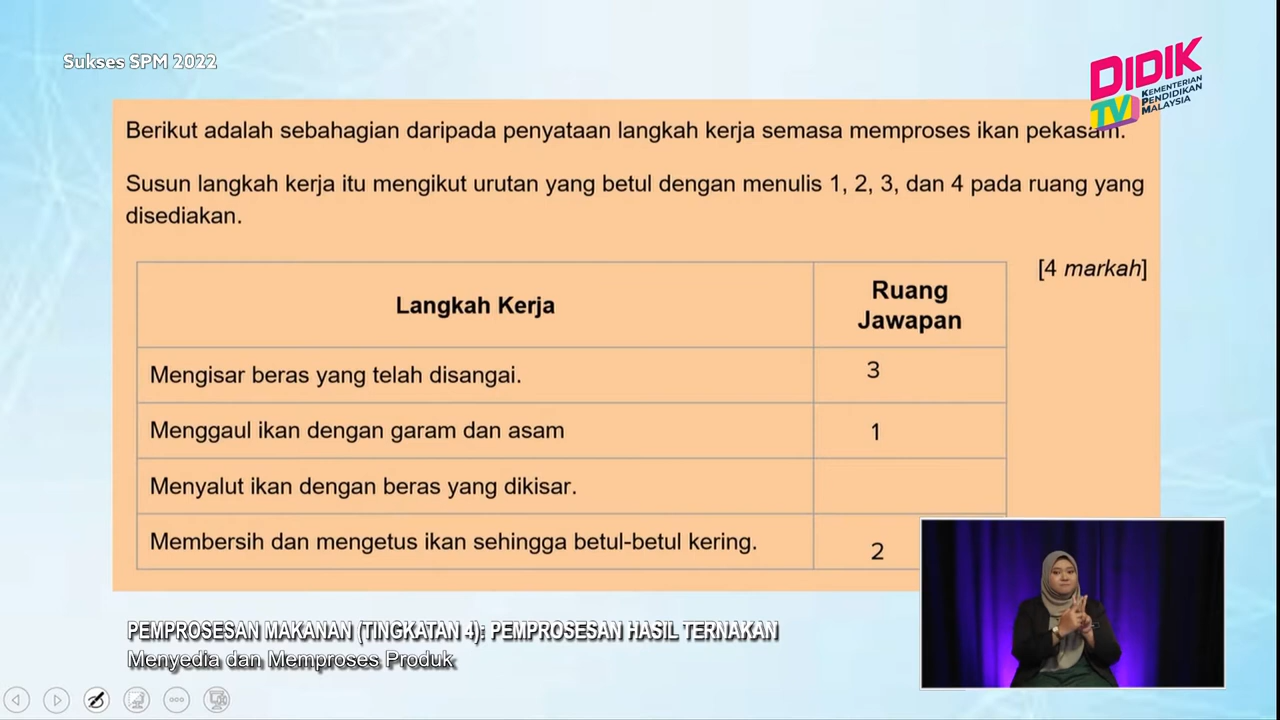 Sukses SPM 2022
DIDIK
TV
KEMENTERIAN
PENDIDIKAN
MALAYSIA
Berikut adalah sebahagian daripada penyataan langkah kerja semasa memproses ikan pekasam.
Susun langkah kerja itu mengikut urutan yang betul dengan menulis 1, 2, 3, dan 4 pada ruang yang
disediakan.
[4 markah]
Langkah Kerja
Ruang
Jawapan
Mengisar beras yang telah disangai.
3
Menggaul ikan dengan garam dan asam
1
Menyalut ikan dengan beras yang dikisar.
Membersih dan mengetus ikan sehingga betul-betul kering.
2
PEMPROSESAN MAKANAN (TINGKATAN 4): PEMPROSESAN HASIL TERNAKAN
Menyedia dan Memproses Produk